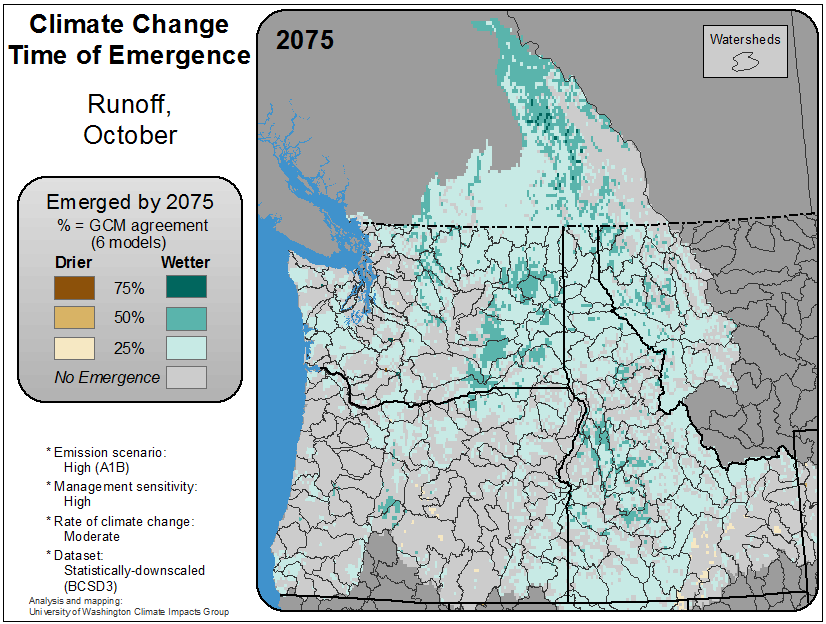 Climate Change
Time of Emergence
Runoff,
October
Emerged by 2075
% = GCM agreement
(6 models)
Drier Wetter
75%
50%
25%
No Emergence
* Emission scenario:
High (A1B)
* Management sensitivity:
High
* Rate of climate change:
Moderate
* Dataset:
Statistically-downscaled
(BCSD3)
Analysis and mapping:
University of Washington Climate Impacts Group
2075
Watersheds